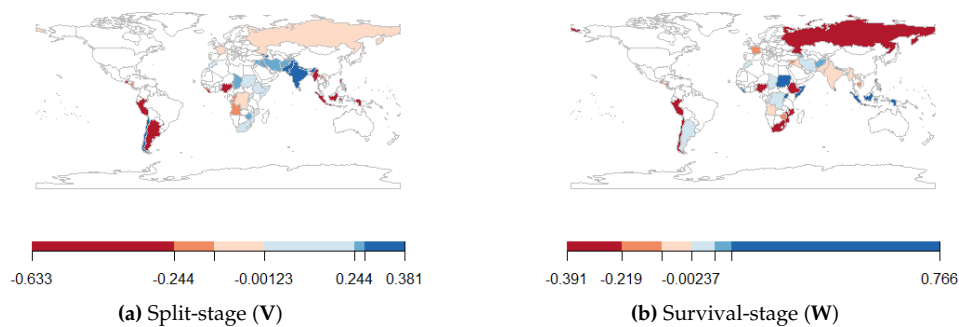 -0.633 -0.244 -0.00123 0.244 0.381
-0.391 -0.219 -0.00237 0.766
(a) Split-stage (V)
(b) Survival-stage (W)